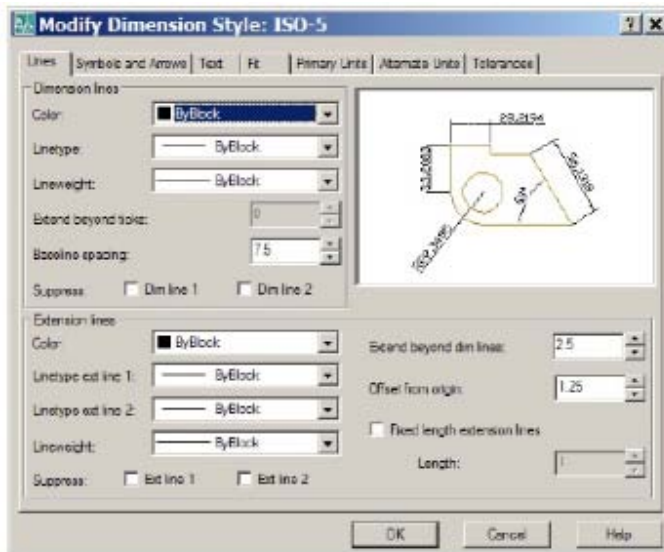 Modify Dimension Style: ISO-5
Lines
Symbols and Arrows
Text
Fit
Primary Units
Alternate Units
Tolerances
Dimension lines
Color:
ByBlock
Linetype:
ByBlock
Lineweight:
ByBlock
Extend beyond ticks:
0
Baseline spacing:
7.5
Suppress:
Dim line 1
Dim line 2
Extension lines
Color:
ByBlock
Linetype ext line 1:
ByBlock
Linetype ext line 2:
ByBlock
Lineweight:
ByBlock
Suppress:
Ext line 1
Ext line 2
Extend beyond dim lines:
2.5
Offset from origin:
1.25
Fixed length extension lines
Length:
1
OK
Cancel
Help